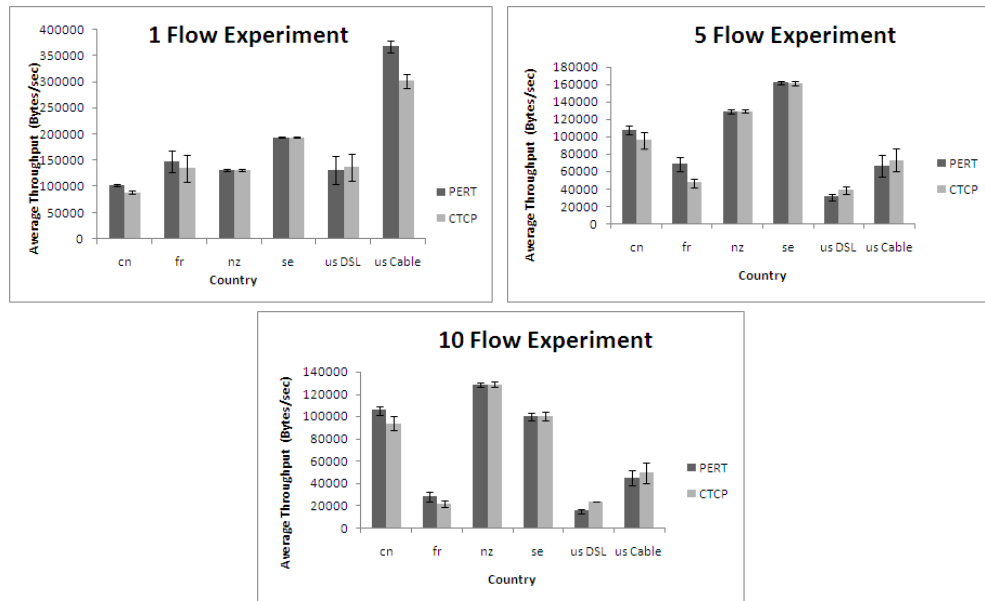 1 Flow Experiment
Average Throughput (Bytes/sec)
400000
350000
300000
250000
200000
150000
100000
50000
0
cn fr nz se us DSL us Cable
Country
PERT
CTCP
5 Flow Experiment
Average Throughput (Bytes/sec)
180000
160000
140000
120000
100000
80000
60000
40000
20000
0
cn fr nz se us DSL us Cable
Country
PERT
CTCP
10 Flow Experiment
Average Throughput (Bytes/sec)
140000
120000
100000
80000
60000
40000
20000
0
cn fr nz se us DSL us Cable
Country
PERT
CTCP